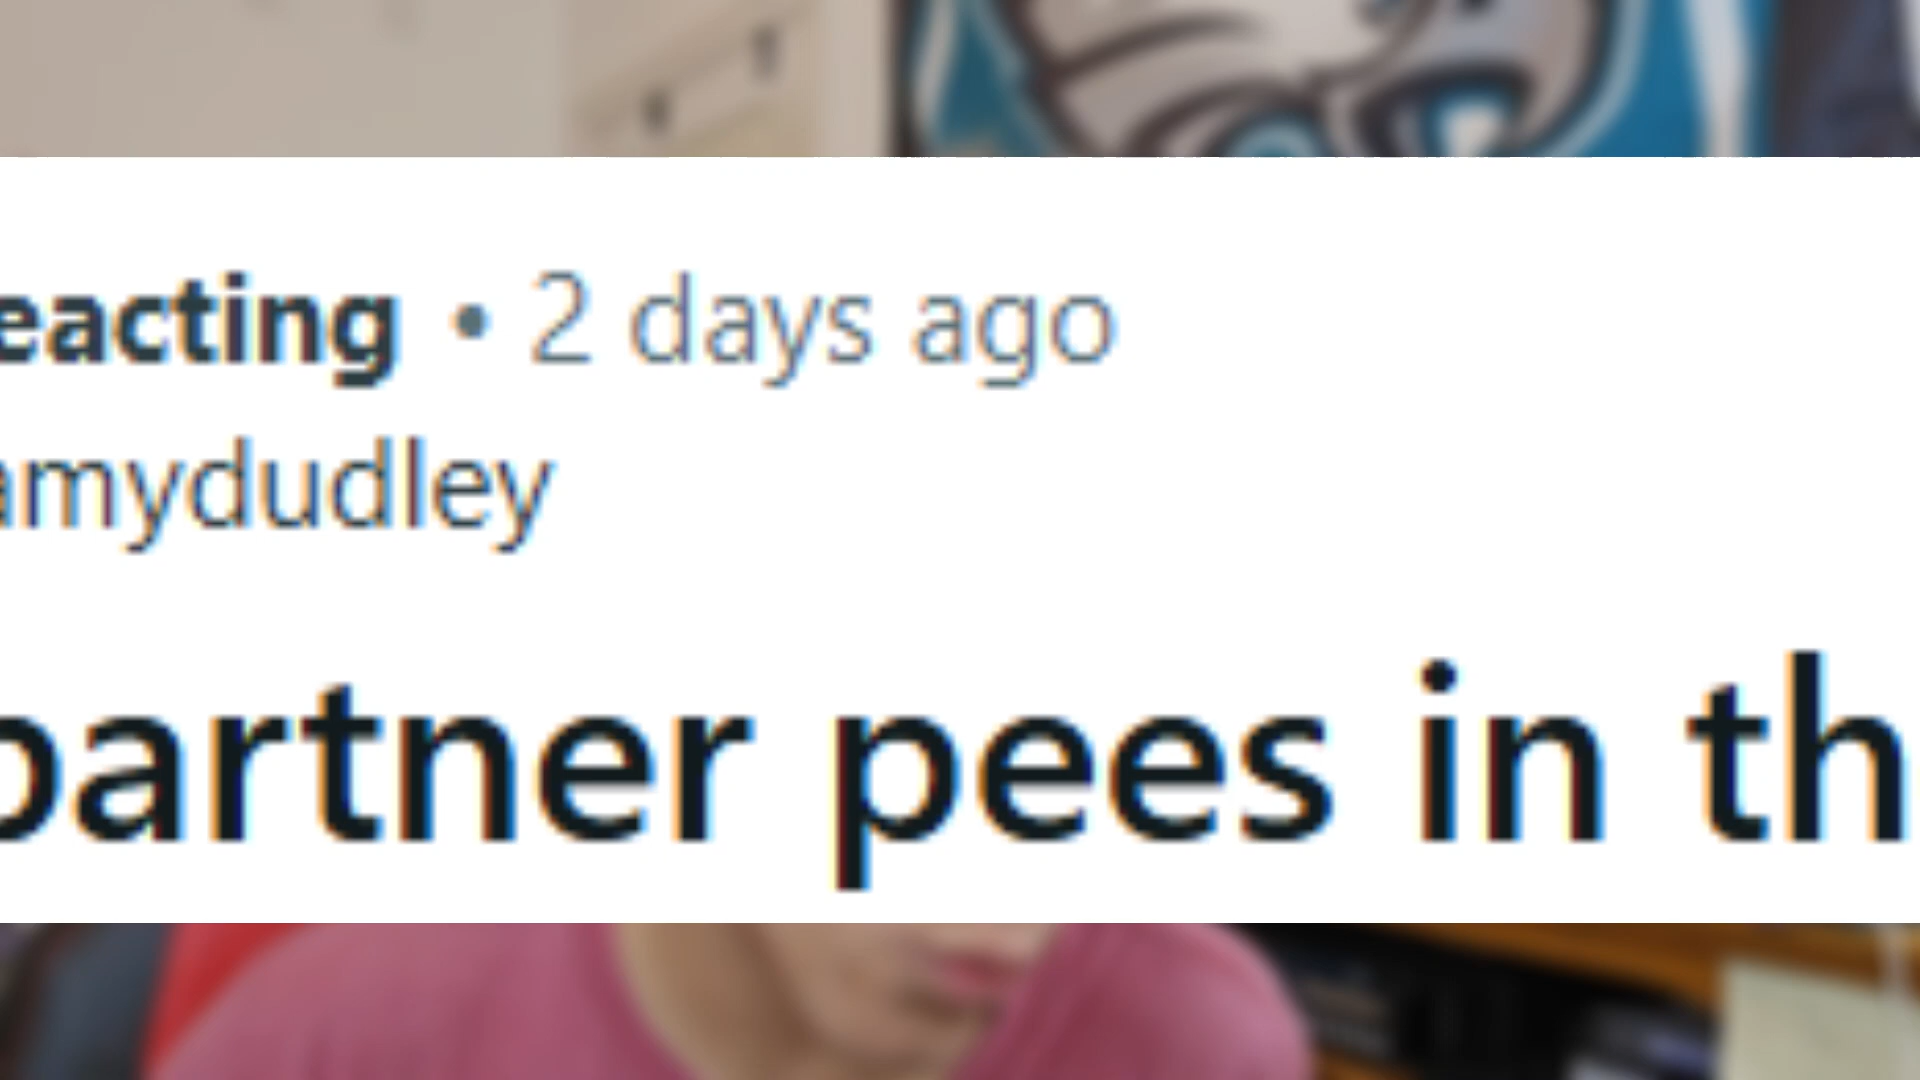 eacting • 2 days ago
amydudley
partner pees in th